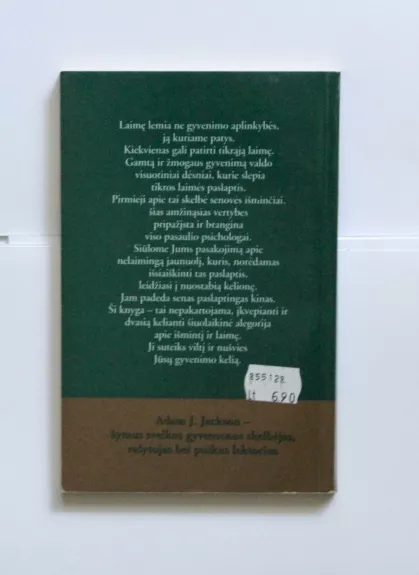 Laimę lemia ne gyvenimo aplinkybės,
ją kuriame patys.
Kiekvienas gali patirti tikrąją laimę.
Gamtą ir žmogaus gyvenimą valdo
visuotiniai dėsniai, kurie slepia
tikros laimės paslaptis.
Pirmieji apie tai skelbė senovės išminčiai.
šias amžinąsias vertybes
pripažįsta ir brangina
viso pasaulio psichologai.
Siūlome Jums pasakojimą apie
nelaimingą jaunuolį, kuris, norėdamas
išsiaiškinti tas paslaptis,
leidžiasi į nuostabią kelionę.
Jam padeda senas paslaptingas kinas.
Ši knyga – tai nepakartojama, įkvepianti ir
dvasią kelianti šiuolaikinė alegorija
apie išmintį ir laimę.
Ji suteiks viltį ir nušvies
Jūsų gyvenimo kelią.
855128
Lt 6.90
Adam J. Jackson –
žymus sveikos gyvensenos skelbėjas,
rašytojas bei puikus lektorius.